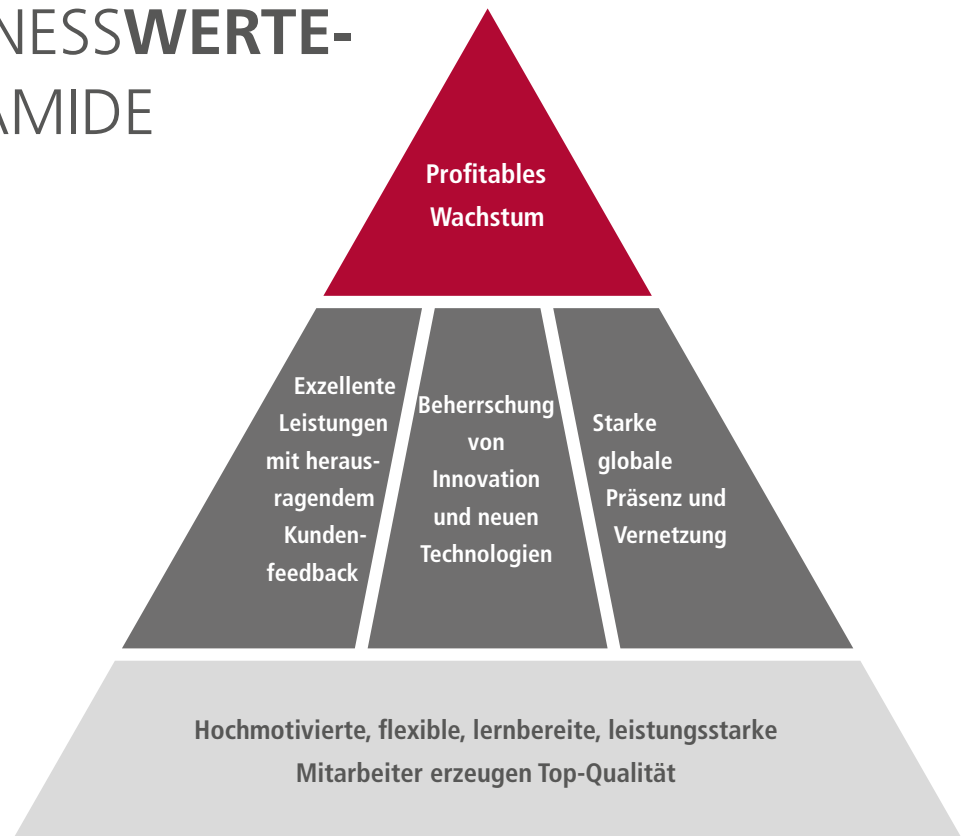 NESSWERTE-
AMIDE
Profitables
Wachstum
Exzellente
Leistungen
mit heraus-
ragendem
Kunden-
feedback
Beherrschung
von
Innovation
und neuen
Technologien
Starke
globale
Präsenz und
Vernetzung
Hochmotivierte, flexible, lernbereite, leistungsstarke
Mitarbeiter erzeugen Top-Qualität